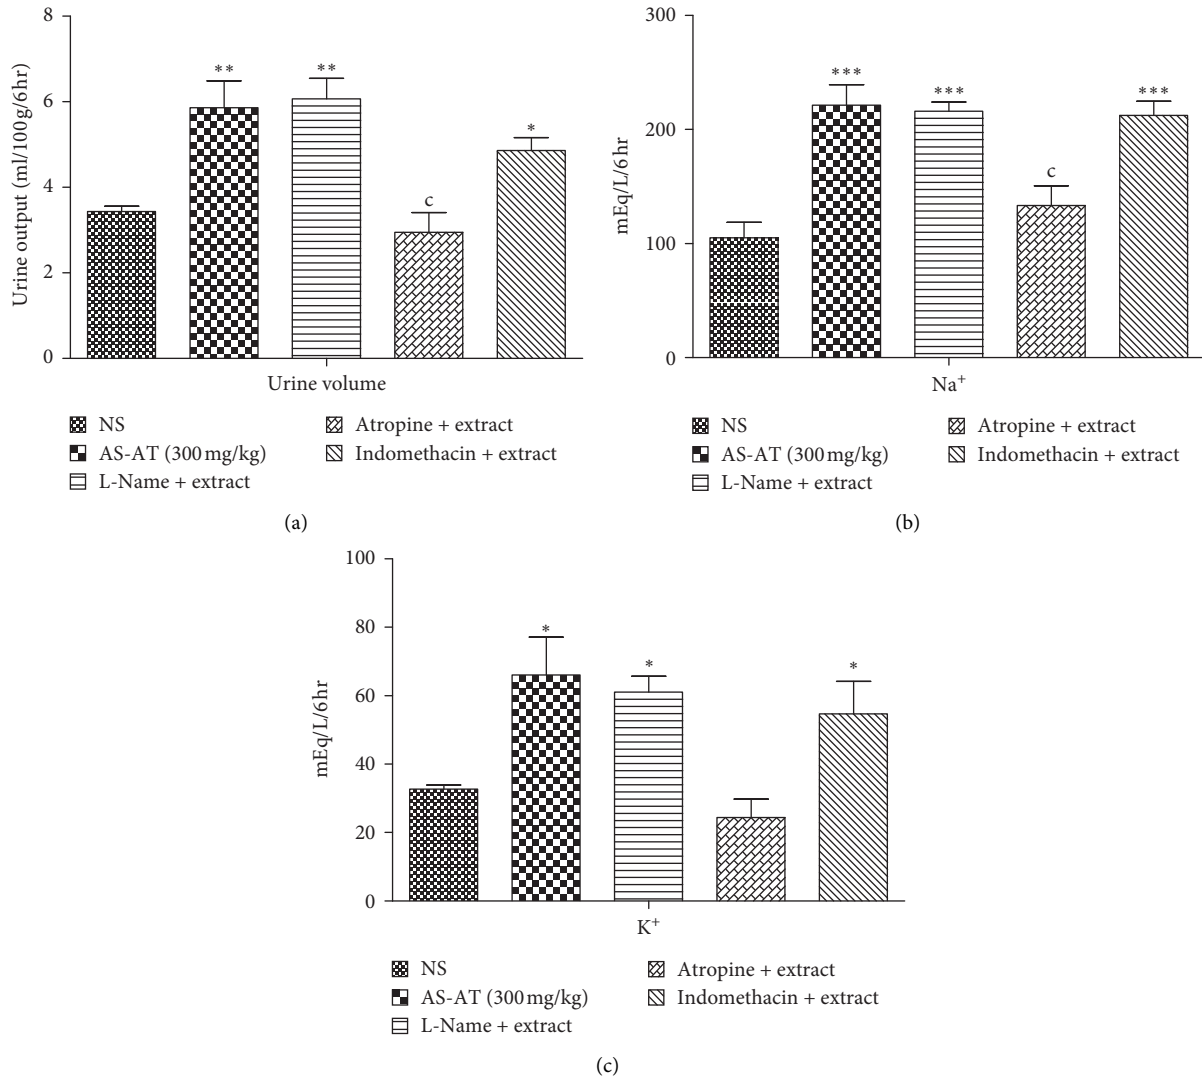 8
6
4
2
0
Urine output (ml/100g/6hr)
**
**
c
*
Urine volume
NS
AS-AT (300 mg/kg)
L-Name + extract
Atropine + extract
Indomethacin + extract
(a)
300
200
100
0
mEq/L/6hr
***
***
c
***
Na⁺
NS
AS-AT (300 mg/kg)
L-Name + extract
Atropine + extract
Indomethacin + extract
(b)
100
80
60
40
20
0
mEq/L/6hr
*
*
*
K⁺
NS
AS-AT (300 mg/kg)
L-Name + extract
Atropine + extract
Indomethacin + extract
(c)